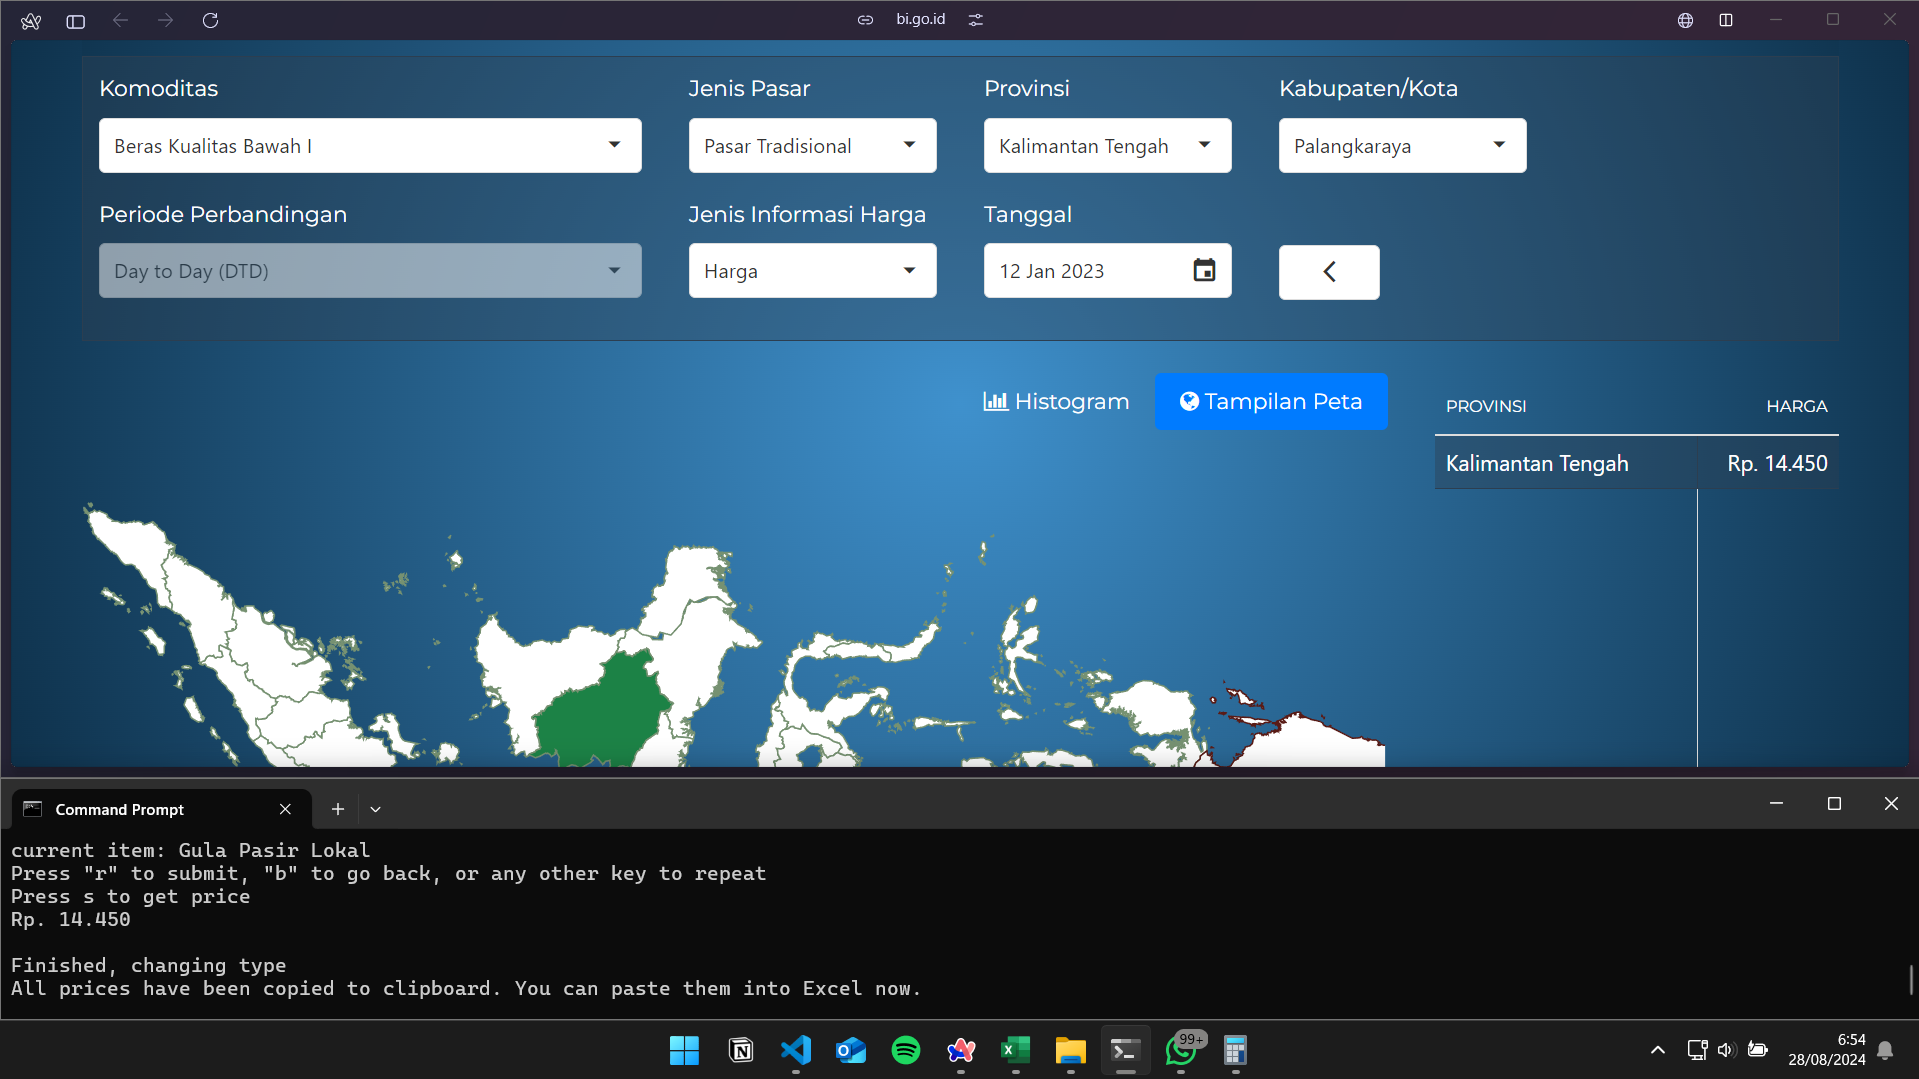 bi.go.id
Komoditas
Jenis Pasar
Provinsi
Kabupaten/Kota
Beras Kualitas Bawah I
Pasar Tradisional
Kalimantan Tengah
Palangkaraya
Periode Perbandingan
Jenis Informasi Harga
Tanggal
Day to Day (DTD)
Harga
12 Jan 2023
Histogram
Tampilan Peta
PROVINSI
HARGA
Kalimantan Tengah
Rp. 14.450
Command Prompt
current item: Gula Pasir Lokal
Press "r" to submit, "b" to go back, or any other key to repeat
Press s to get price
Rp. 14.450
Finished, changing type
All prices have been copied to clipboard. You can paste them into Excel now.
99+
6:54
28/08/2024